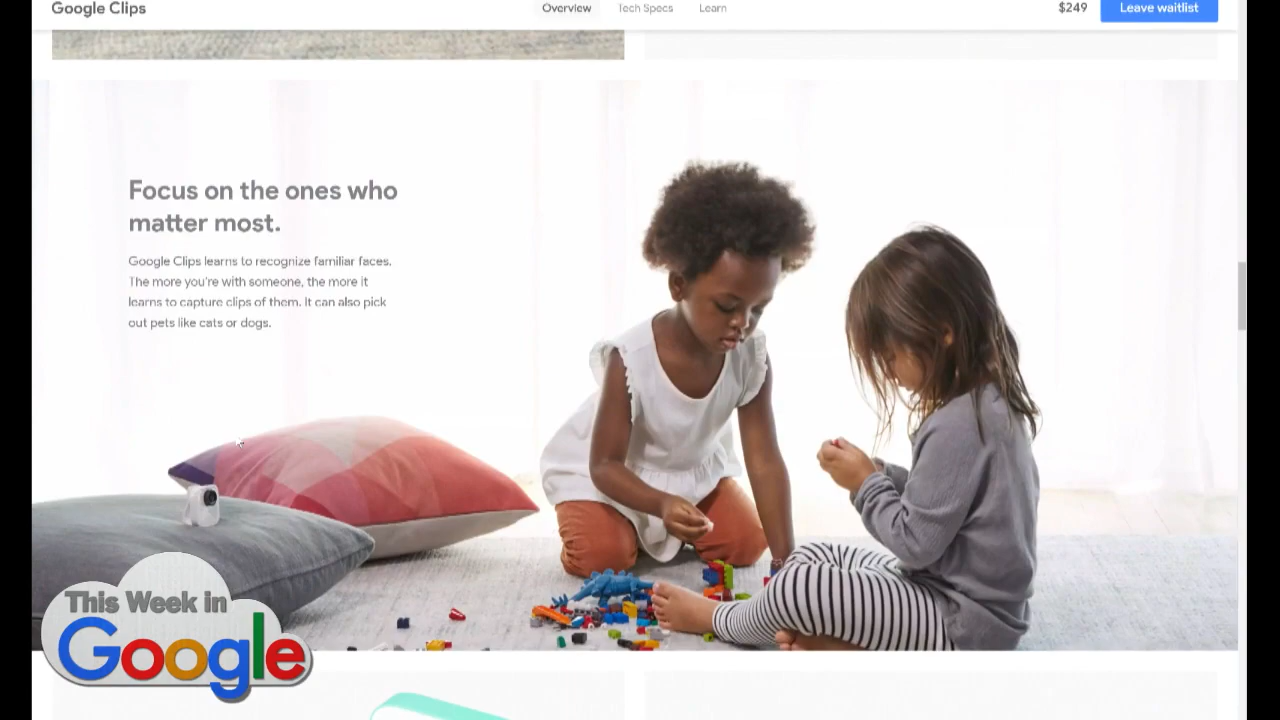 Google Clips
Overview
Tech Specs
Learn
$249
Leave waitlist
Focus on the ones who
matter most.
Google Clips learns to recognize familiar faces.
The more you're with someone, the more it
learns to capture clips of them. It can also pick
out pets like cats or dogs.
This Week in
Google